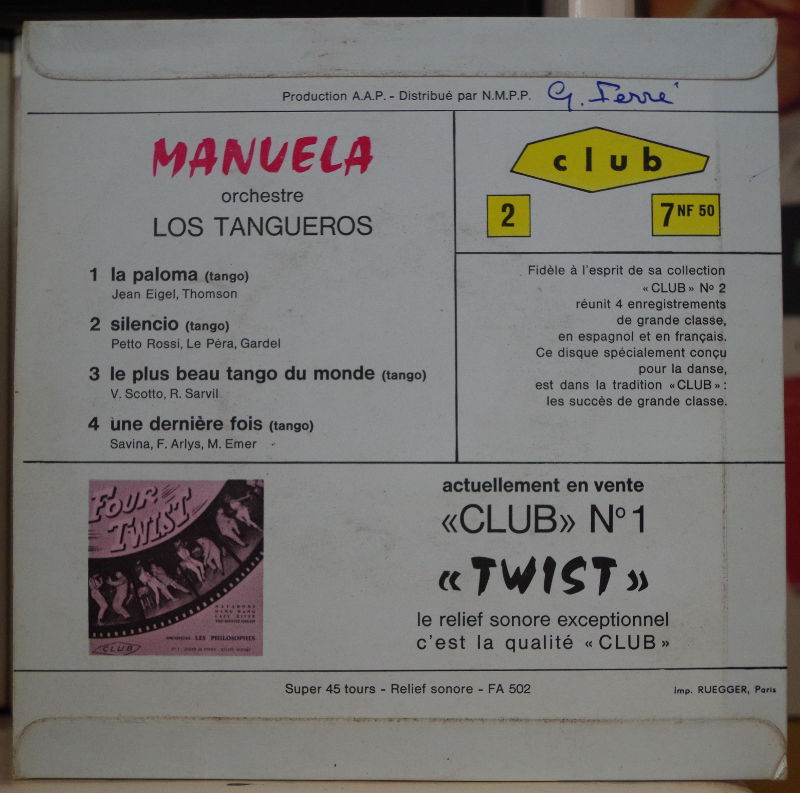 Production A.A.P. - Distribué par N.M.P.P.
G. Ferré
MANUELA
orchestre
LOS TANGUEROS
1 la paloma (tango)
Jean Eigel, Thomson
2 silencio (tango)
Petto Rossi, Le Péra, Gardel
3 le plus beau tango du monde (tango)
V. Scotto, R. Sarvil
4 une dernière fois (tango)
Savina, F. Arlys, M. Emer
club
2
7 NF 50
Fidèle à l'esprit de sa collection
«CLUB» No 2
réunit 4 enregistrements
de grande classe,
en espagnol et en français.
Ce disque spécialement conçu
pour la danse,
est dans la tradition «CLUB» :
les succès de grande classe.
FOUR
TWIST
LES PHILOSOPHES
CLUB
actuellement en vente
«CLUB» No 1
«TWIST»
le relief sonore exceptionnel
c'est la qualité «CLUB»
Super 45 tours - Relief sonore - FA 502
Imp. RUEGGER, Paris